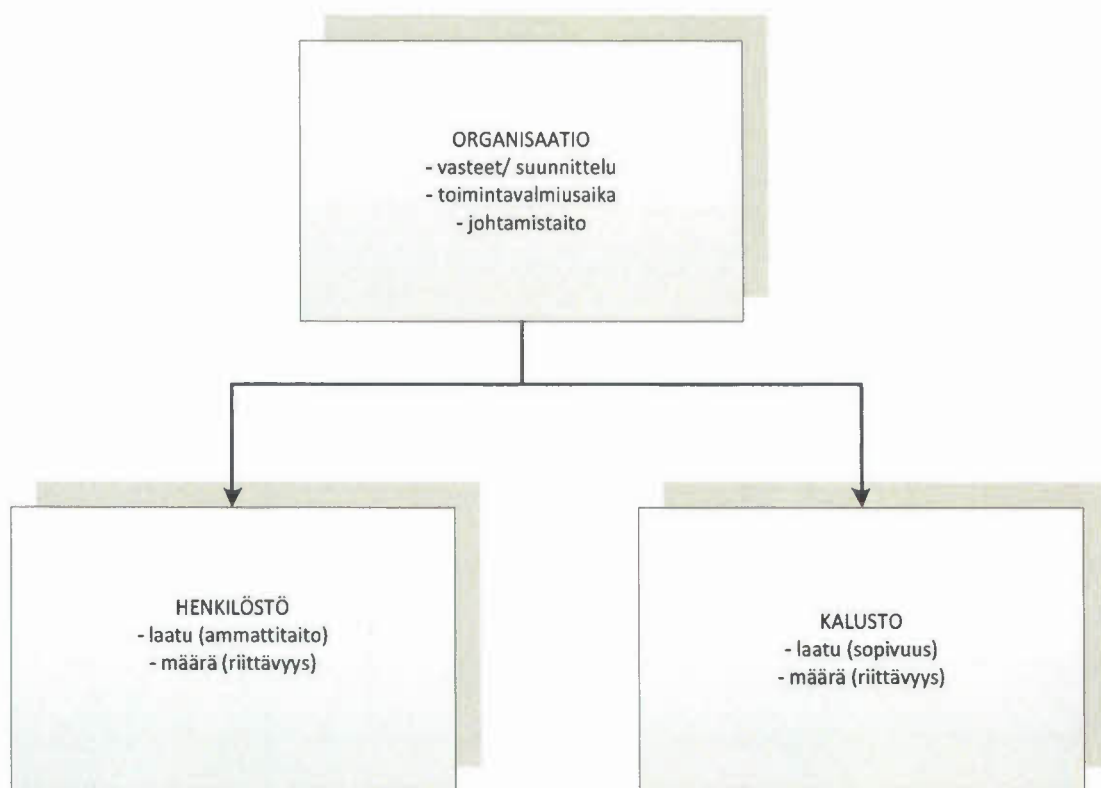 ORGANISAATIO
- vasteet/ suunnittelu
- toimintavalmiusaika
- johtamistaito
HENKILÖSTÖ
- laatu (ammattitaito)
- määrä (riittävyys)
KALUSTO
- laatu (sopivuus)
- määrä (riittävyys)